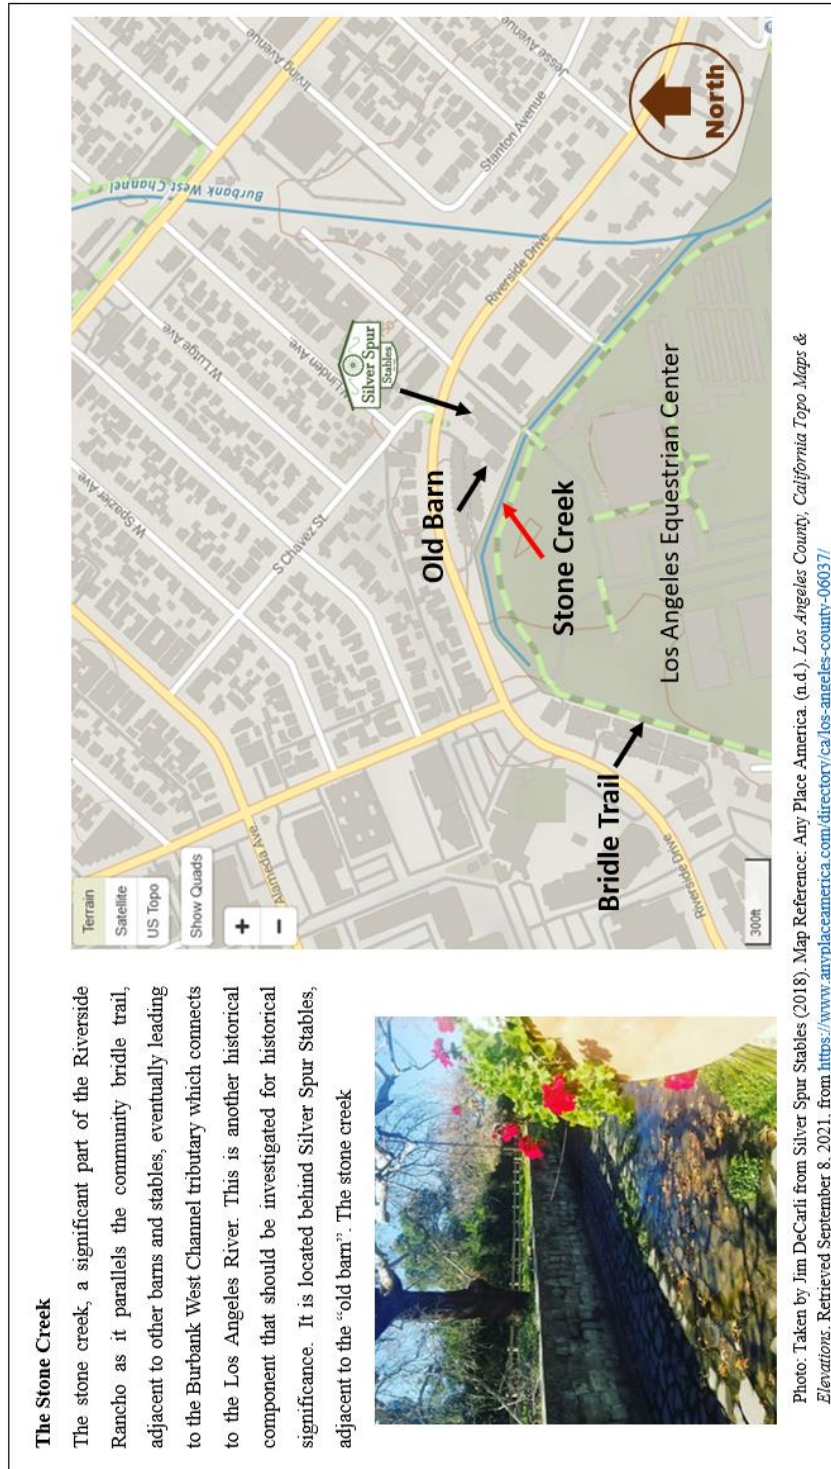 The Stone Creek
The stone creek, a significant part of the Riverside
Rancho as it parallels the community bridle trail,
adjacent to other barns and stables, eventually leading
to the Burbank West Channel tributary which connects
to the Los Angeles River. This is another historical
component that should be investigated for historical
significance. It is located behind Silver Spur Stables,
adjacent to the “old barn”. The stone creek
Terrain
Satellite
US Topo
Show Quads
+
−
Alameda Ave.
W Spazier Ave.
W Lutge Ave.
Linden Ave.
S Chavez St
Irving Avenue
Burbank West Channel
Jesse Avenue
Stanton Avenue
Riverside Drive
Silver Spur
Stables
Old Barn
Stone Creek
Bridle Trail
Los Angeles Equestrian Center
Riverside Drive
300ft
North
Photo: Taken by Jim DeCarli from Silver Spur Stables (2018). Map Reference: Any Place America. (n.d.). Los Angeles County, California Topo Maps &
Elevations. Retrieved September 8, 2021, from https://www.anyplaceamerica.com/directory/ca/los-angeles-county-06037/